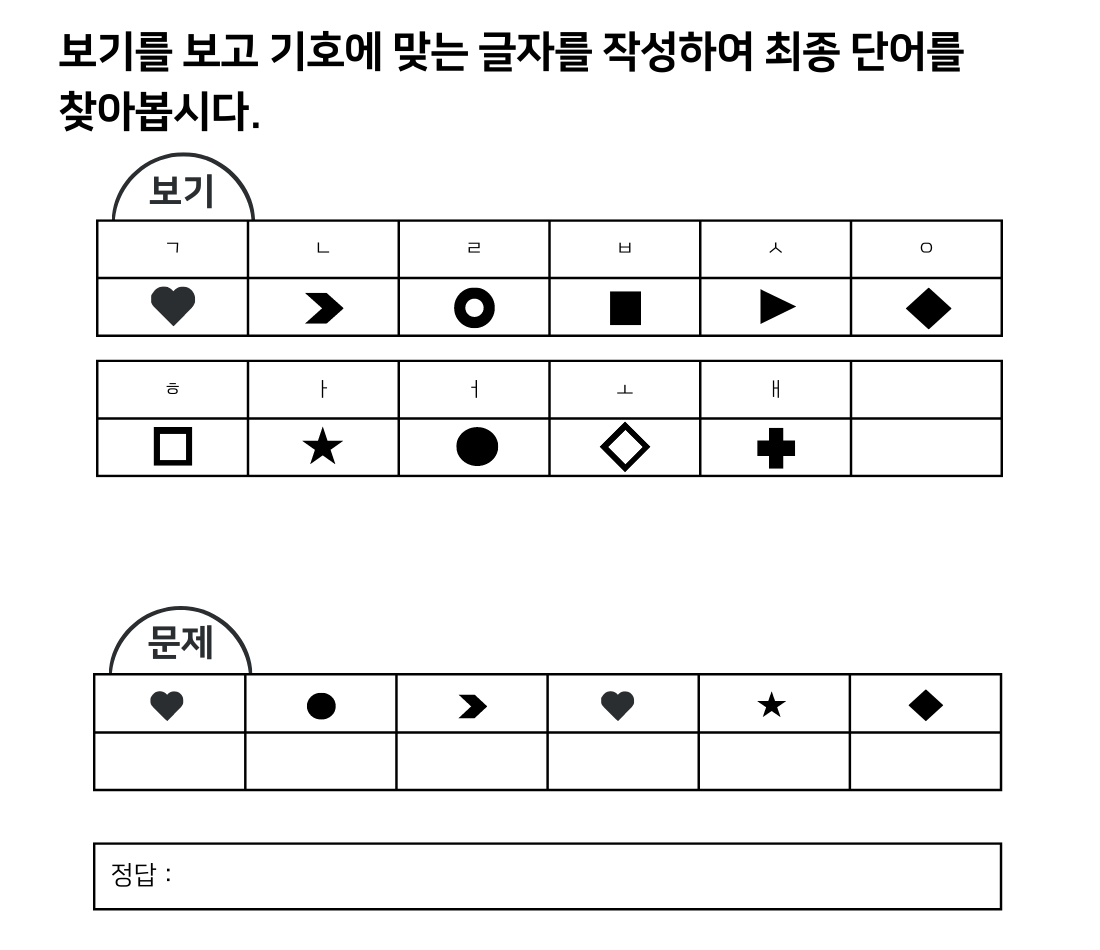 보기를 보고 기호에 맞는 글자를 작성하여 최종 단어를
찾아봅시다.
보기
ㄱ ㄴ ㄹ ㅂ ㅅ ㅇ
ㅎ ㅏ ㅓ ㅗ ㅐ
문제
정답 :